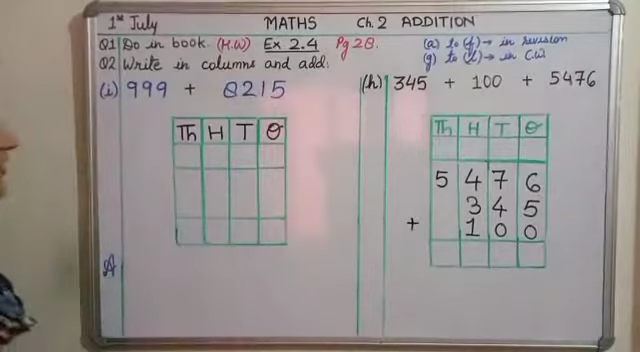 1st July MATHS Ch. 2 ADDITION
Q1 Do in book. (H.W) Ex 2.4 Pg 28. (a) to (f) → in revision
Q2 Write in columns and add. (g) to (l) → in C.W
(i) 999 + 8215 (h) 345 + 100 + 5476
Th H T O
Th H T O
5 4 7 6
3 4 5
+ 1 0 0
A